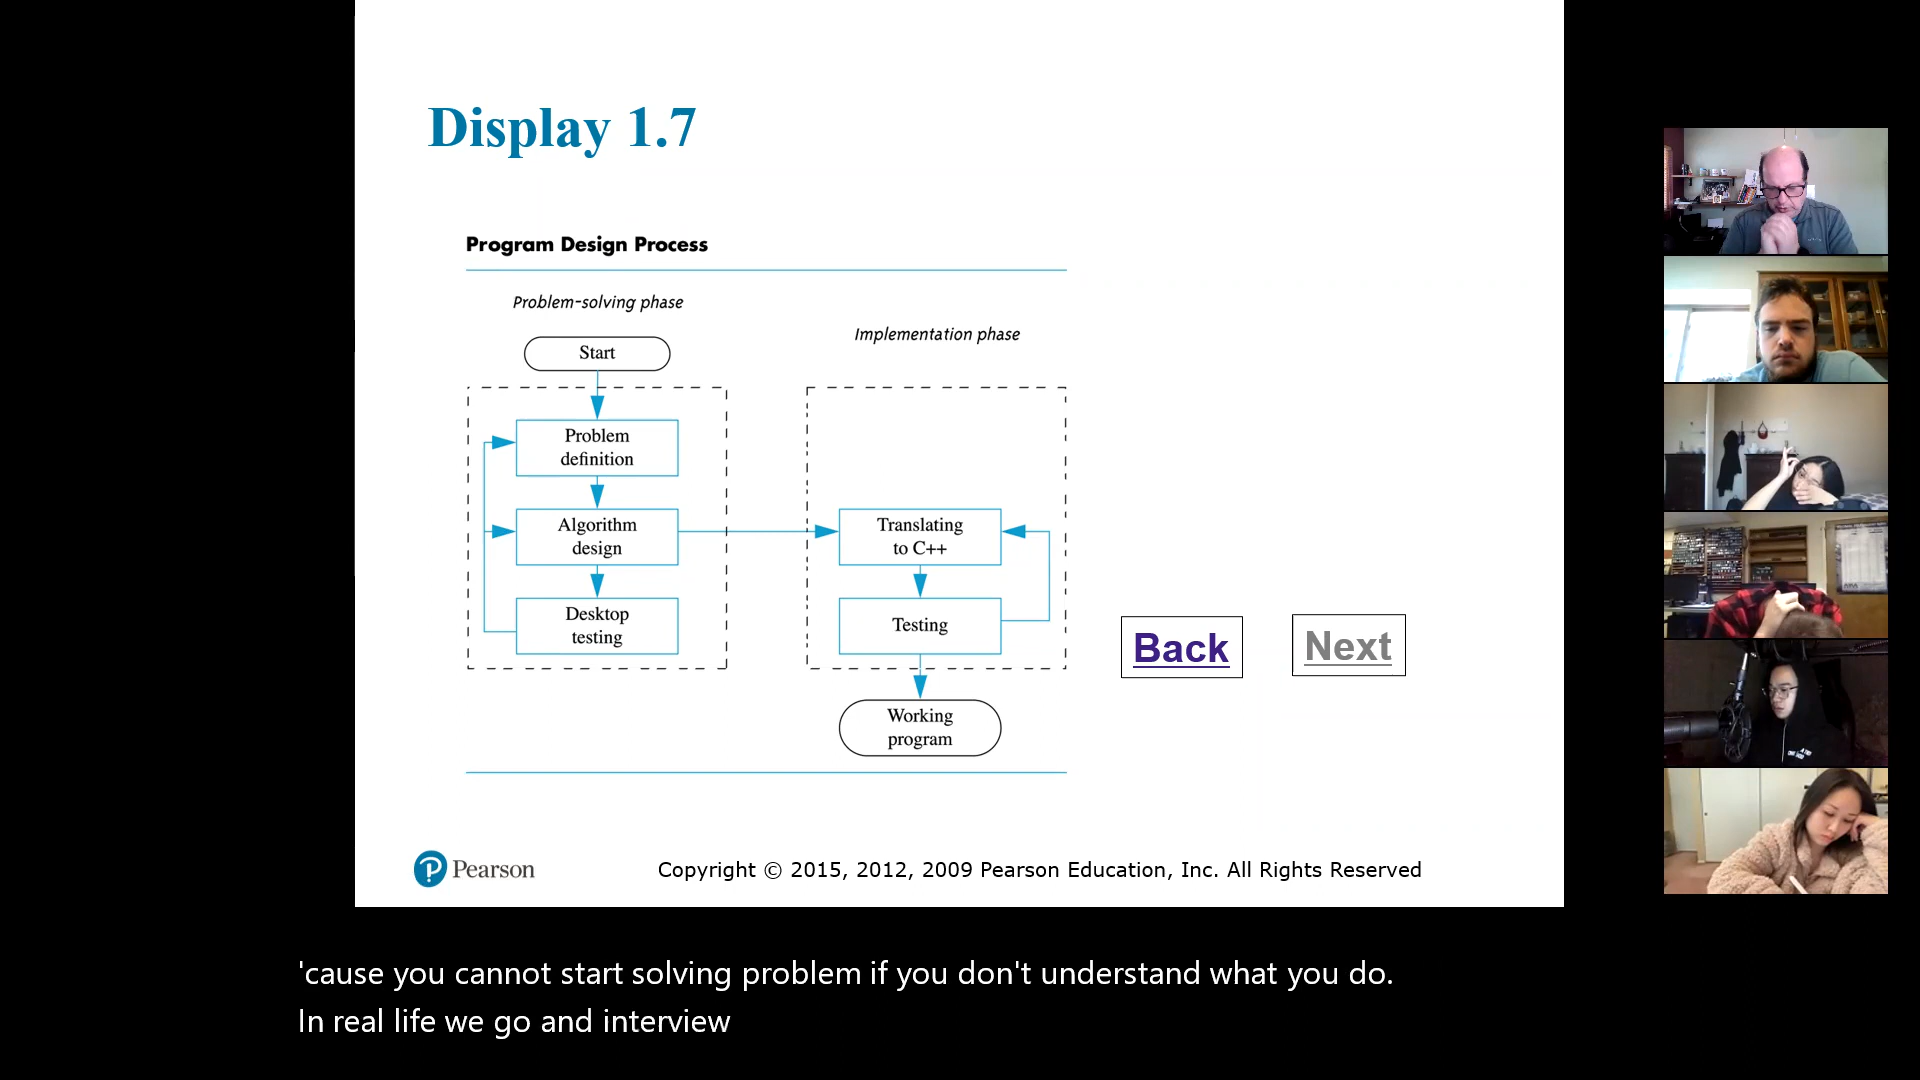 Display 1.7
Program Design Process
Problem-solving phase
Implementation phase
Start
Problem
definition
Algorithm
design
Translating
to C++
Desktop
testing
Testing
Working
program
Back
Next
Pearson
Copyright © 2015, 2012, 2009 Pearson Education, Inc. All Rights Reserved
'cause you cannot start solving problem if you don't understand what you do.
In real life we go and interview